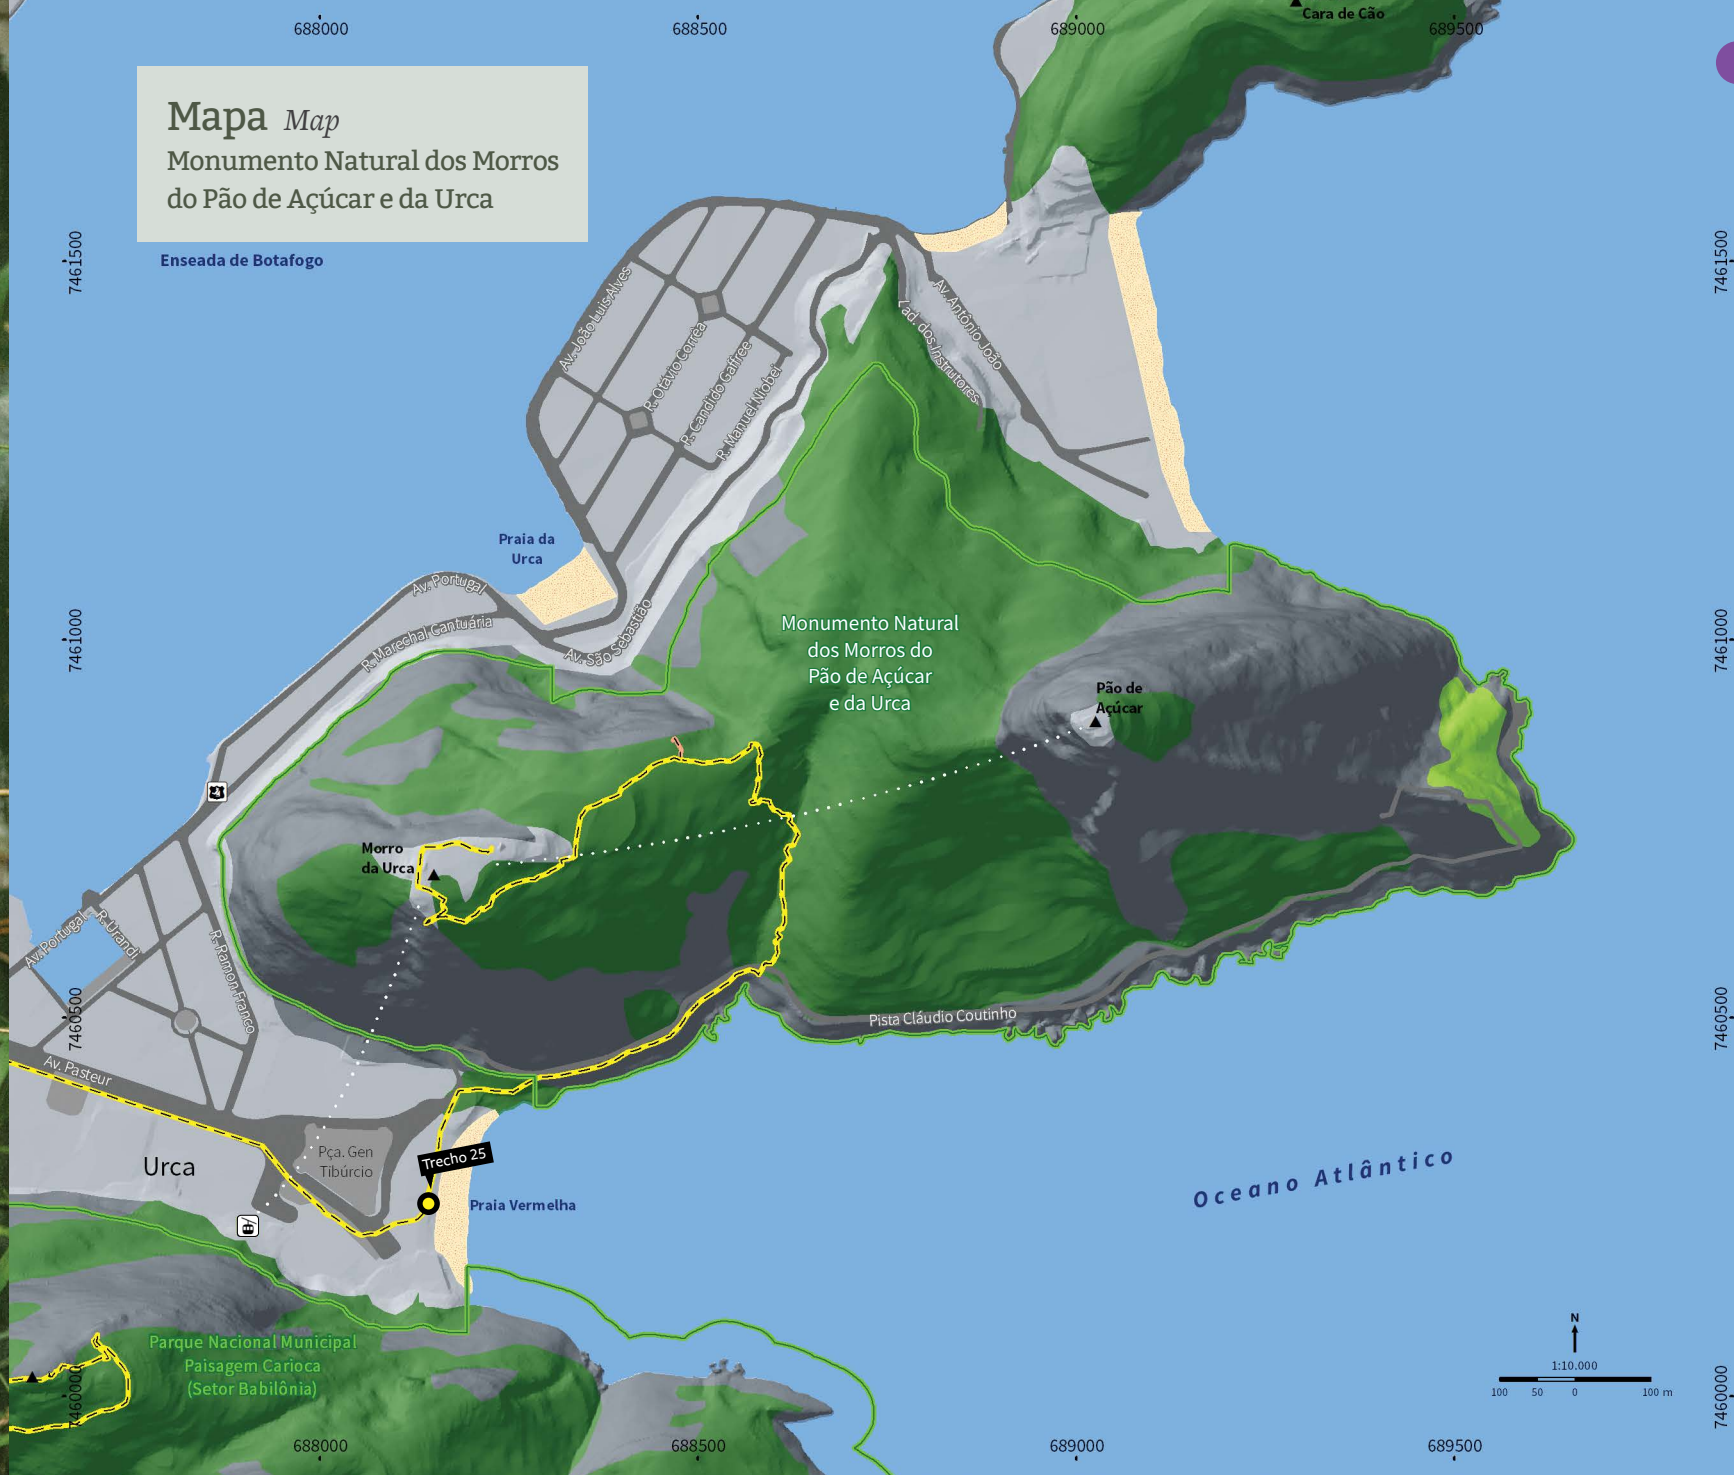 688000
688500
689000
689500
Cara de Cão
Mapa Map
Monumento Natural dos Morros
do Pão de Açúcar e da Urca
Enseada de Botafogo
7461500
7461500
Av. João Luis Alves
R. Otávio Corrêa
R. Candido Gaffree
R. Manuel Niobei
Lad. dos Instrutores
Av. Antônio João
Praia da
Urca
Av. Portugal
R. Marechal Cantuária
Av. São Sebastião
7461000
7461000
Monumento Natural
dos Morros do
Pão de Açúcar
e da Urca
Pão de
Açúcar
Morro
da Urca
Av. Portugal
R. Urandi
R. Ramon Franco
7460500
7460500
Pista Cláudio Coutinho
Av. Pasteur
Pça. Gen
Tibúrcio
Trecho 25
Urca
Praia Vermelha
Oceano Atlântico
Parque Nacional Municipal
Paisagem Carioca
(Setor Babilônia)
7460000
7460000
N
1:10.000
100 50 0 100 m
688000
688500
689000
689500